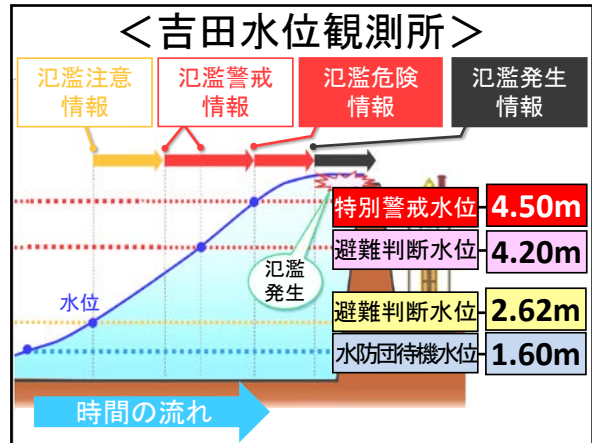 ＜吉田水位観測所＞
氾濫注意
情報
氾濫警戒
情報
氾濫危険
情報
氾濫発生
情報
特別警戒水位
4.50m
避難判断水位
4.20m
氾濫
発生
水位
避難判断水位
2.62m
水防団待機水位
1.60m
時間の流れ